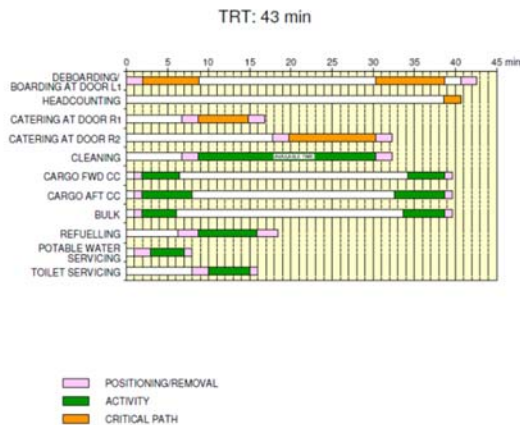 TRT: 43 min
0 5 10 15 20 25 30 35 40 45 min
DEBOARDING/
BOARDING AT DOOR L1
HEADCOUNTING
CATERING AT DOOR R1
CATERING AT DOOR R2
CLEANING
AVAILABLE TIME
CARGO FWD CC
CARGO AFT CC
BULK
REFUELLING
POTABLE WATER
SERVICING
TOILET SERVICING
POSITIONING/REMOVAL
ACTIVITY
CRITICAL PATH